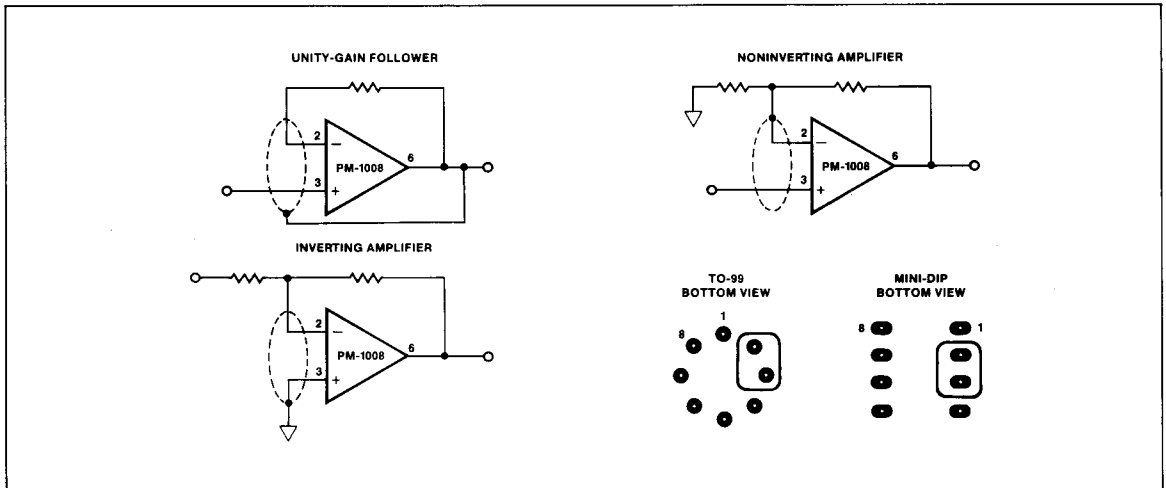 UNITY-GAIN FOLLOWER
2
−
PM-1008
6
3
+
NONINVERTING AMPLIFIER
2
−
PM-1008
6
3
+
INVERTING AMPLIFIER
2
−
PM-1008
6
3
+
TO-99
BOTTOM VIEW
8
1
MINI-DIP
BOTTOM VIEW
8
1